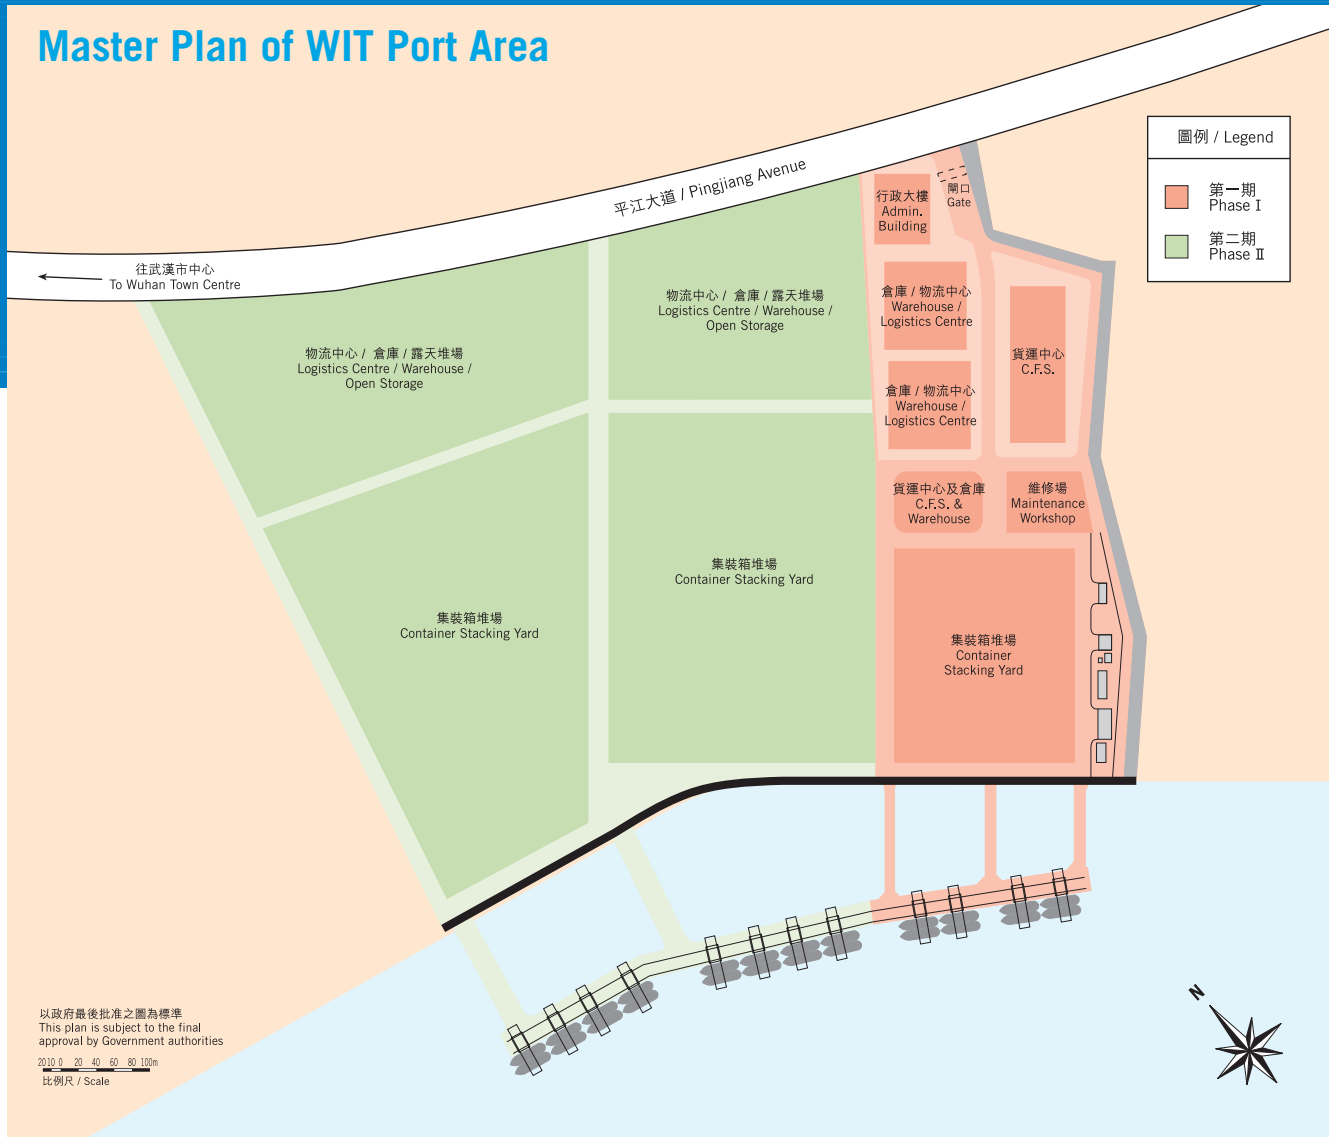 Master Plan of WIT Port Area
圖例 / Legend
第一期
Phase I
第二期
Phase II
平江大道 / Pingjiang Avenue
往武漢市中心
To Wuhan Town Centre
行政大樓
Admin.
Building
閘口
Gate
物流中心 / 倉庫 / 露天堆場
Logistics Centre / Warehouse /
Open Storage
物流中心 / 倉庫 / 露天堆場
Logistics Centre / Warehouse /
Open Storage
倉庫 / 物流中心
Warehouse /
Logistics Centre
貨運中心
C.F.S.
倉庫 / 物流中心
Warehouse /
Logistics Centre
貨運中心及倉庫
C.F.S. &
Warehouse
維修場
Maintenance
Workshop
集裝箱堆場
Container Stacking Yard
集裝箱堆場
Container Stacking Yard
集裝箱堆場
Container
Stacking Yard
N
以政府最後批准之圖為標準
This plan is subject to the final
approval by Government authorities
20 10 0 20 40 60 80 100m
比例尺 / Scale